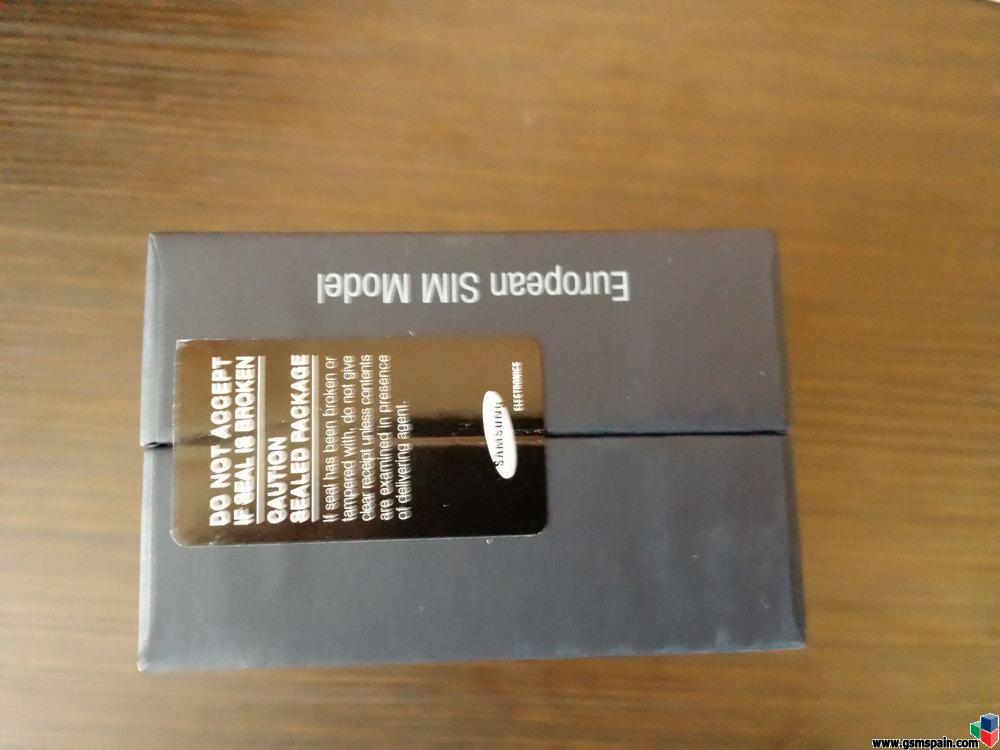 European SIM Model
DO NOT ACCEPT
IF SEAL IS BROKEN
CAUTION
SEALED PACKAGE
If seal has been broken or
tampered with, do not give
clear receipt unless contents
are examined in presence
of delivering agent.
SAMSUNG
ELECTRONICS
www.gsmspain.com